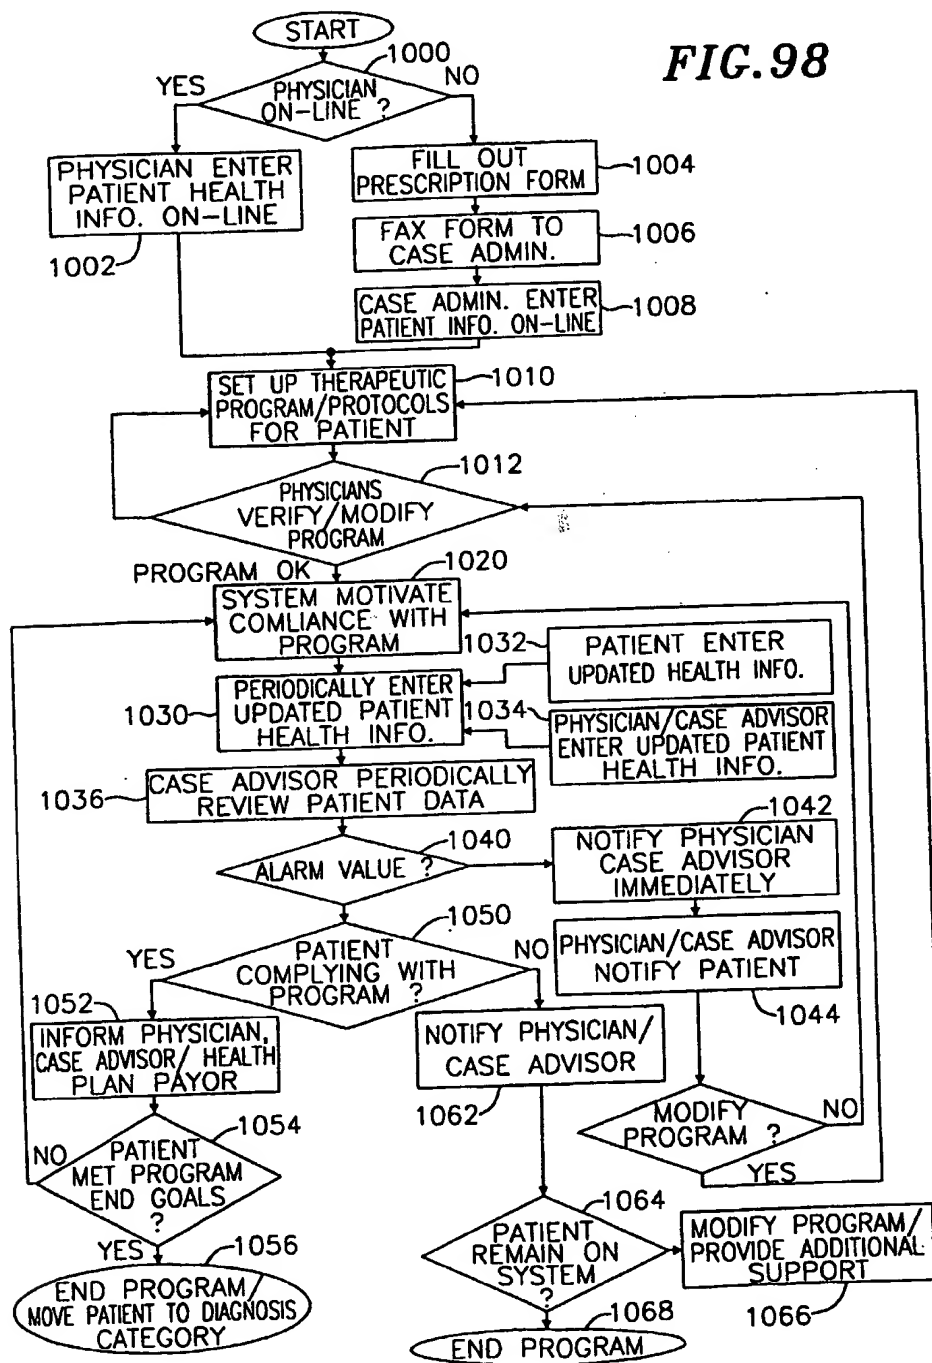 START
FIG.98
1000
YES
NO
PHYSICIAN
ON-LINE ?
PHYSICIAN ENTER
PATIENT HEALTH
INFO. ON-LINE
1002
FILL OUT
PRESCRIPTION FORM
1004
FAX FORM TO
CASE ADMIN.
1006
CASE ADMIN. ENTER
PATIENT INFO. ON-LINE
1008
SET UP THERAPEUTIC
PROGRAM/PROTOCOLS
FOR PATIENT
1010
1012
PHYSICIANS
VERIFY/MODIFY
PROGRAM
PROGRAM OK
1020
SYSTEM MOTIVATE
COMLIANCE WITH
PROGRAM
1032
PATIENT ENTER
UPDATED HEALTH INFO.
1030
PERIODICALLY ENTER
UPDATED PATIENT
HEALTH INFO.
1034
PHYSICIAN/CASE ADVISOR
ENTER UPDATED PATIENT
HEALTH INFO.
1036
CASE ADVISOR PERIODICALLY
REVIEW PATIENT DATA
1040
ALARM VALUE ?
1042
NOTIFY PHYSICIAN
CASE ADVISOR
IMMEDIATELY
1050
YES
NO
PATIENT
COMPLYING WITH
PROGRAM ?
PHYSICIAN/CASE ADVISOR
NOTIFY PATIENT
1044
1052
INFORM PHYSICIAN,
CASE ADVISOR/ HEALTH
PLAN PAYOR
NOTIFY PHYSICIAN/
CASE ADVISOR
1062
MODIFY
PROGRAM ?
NO
YES
1054
NO
PATIENT
MET PROGRAM
END GOALS
?
YES
1056
END PROGRAM/
MOVE PATIENT TO DIAGNOSIS
CATEGORY
1064
PATIENT
REMAIN ON
SYSTEM
?
MODIFY PROGRAM/
PROVIDE ADDITIONAL
SUPPORT
1066
1068
END PROGRAM